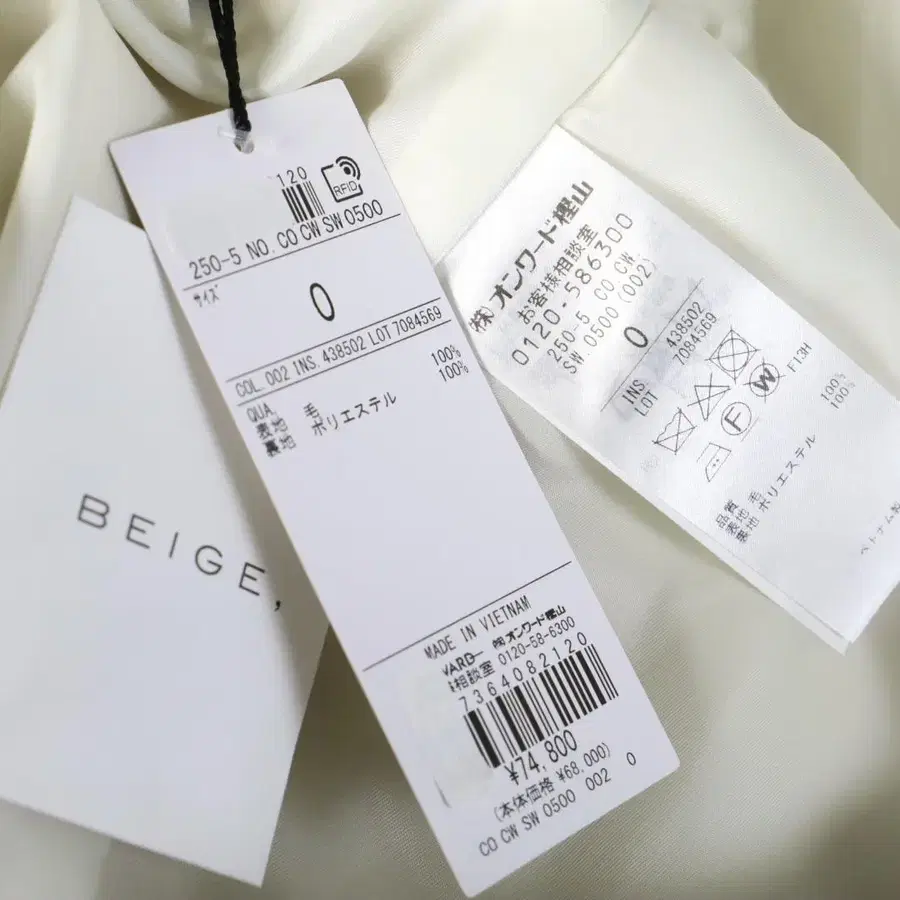 BEIGE,
120
RFID
250-5 NO. CO CW SW 0500
サイズ
0
COL. 002 INS. 438502 LOT 7084569
QUA.
表地 毛 100%
裏地 ポリエステル 100%
MADE IN VIETNAM
㈱オンワード樫山
相談室 0120-58-6300
7364082120
¥74,800
(本体価格 ¥68,000)
CO CW SW 0500 002 0
㈱オンワード樫山
お客様相談室
0120-586300
250-5 CO CW
SW 0500 (002)
0
INS 438502
LOT 7084569
F
W
F13H
品質
表地 毛 100%
裏地 ポリエステル 100%
ベトナム製